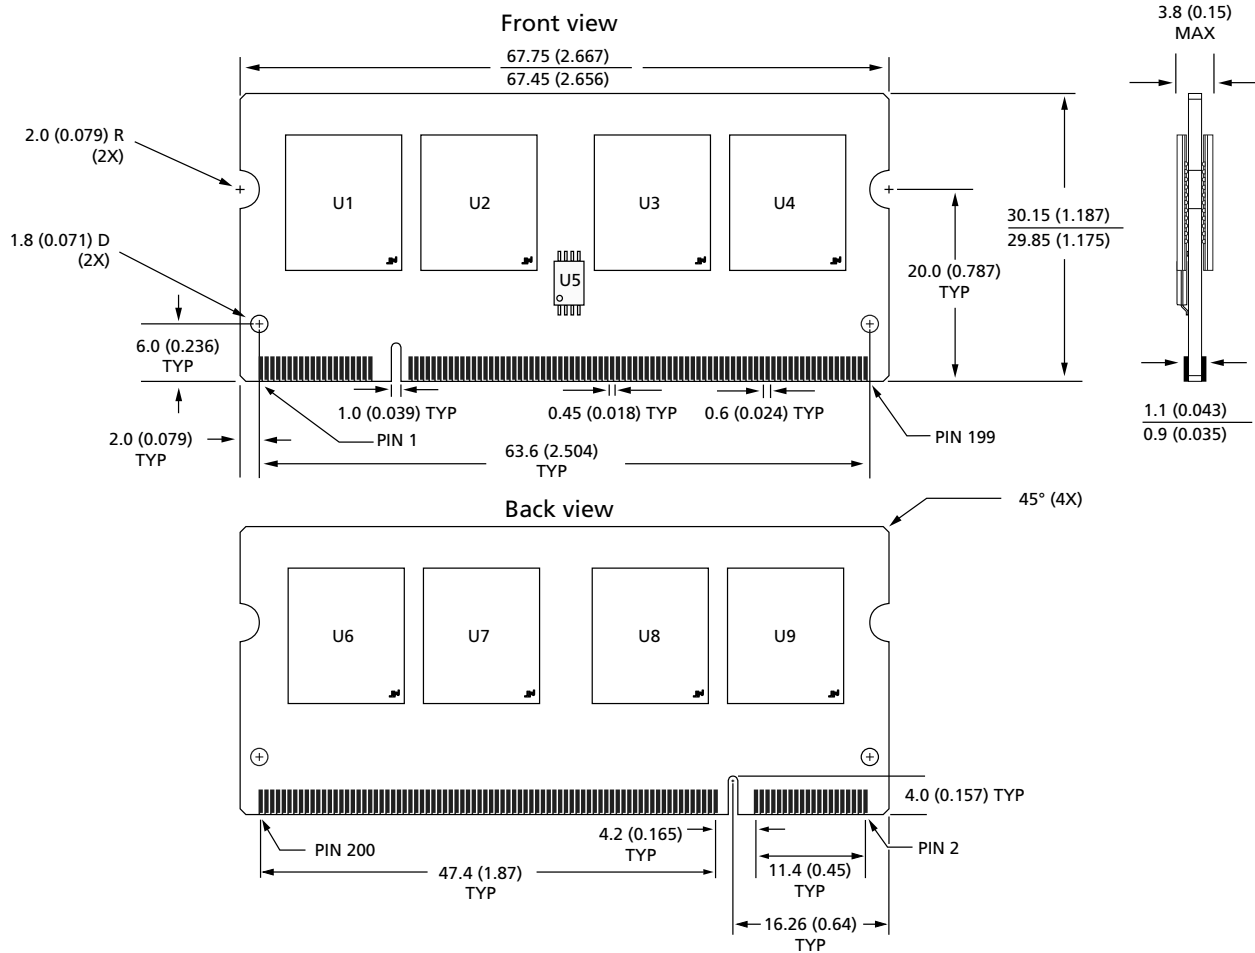 Front view
3.8 (0.15)
MAX
67.75 (2.667)
67.45 (2.656)
2.0 (0.079) R
(2X)
U1
U2
U3
U4
30.15 (1.187)
29.85 (1.175)
1.8 (0.071) D
(2X)
20.0 (0.787)
TYP
U5
6.0 (0.236)
TYP
1.0 (0.039) TYP
0.45 (0.018) TYP
0.6 (0.024) TYP
1.1 (0.043)
0.9 (0.035)
2.0 (0.079)
TYP
PIN 1
PIN 199
63.6 (2.504)
TYP
Back view
45° (4X)
U6
U7
U8
U9
4.0 (0.157) TYP
4.2 (0.165)
TYP
PIN 200
PIN 2
47.4 (1.87)
TYP
11.4 (0.45)
TYP
16.26 (0.64)
TYP